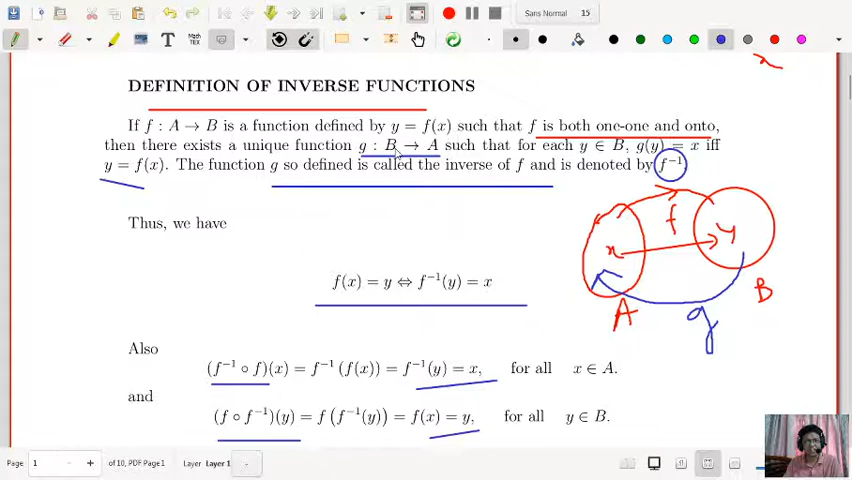 Sans Normal 15
Math
TEX
x
DEFINITION OF INVERSE FUNCTIONS
If f : A → B is a function defined by y = f(x) such that f is both one-one and onto,
then there exists a unique function g : B → A such that for each y ∈ B, g(y) = x iff
y = f(x). The function g so defined is called the inverse of f and is denoted by f⁻¹
Thus, we have
f(x) = y ⇔ f⁻¹(y) = x
f
x y
A B
g
Also
(f⁻¹ ∘ f)(x) = f⁻¹ (f(x)) = f⁻¹(y) = x, for all x ∈ A.
and
(f ∘ f⁻¹)(y) = f (f⁻¹(y)) = f(x) = y, for all y ∈ B.
Page 1 of 10, PDF Page1 Layer Layer 1